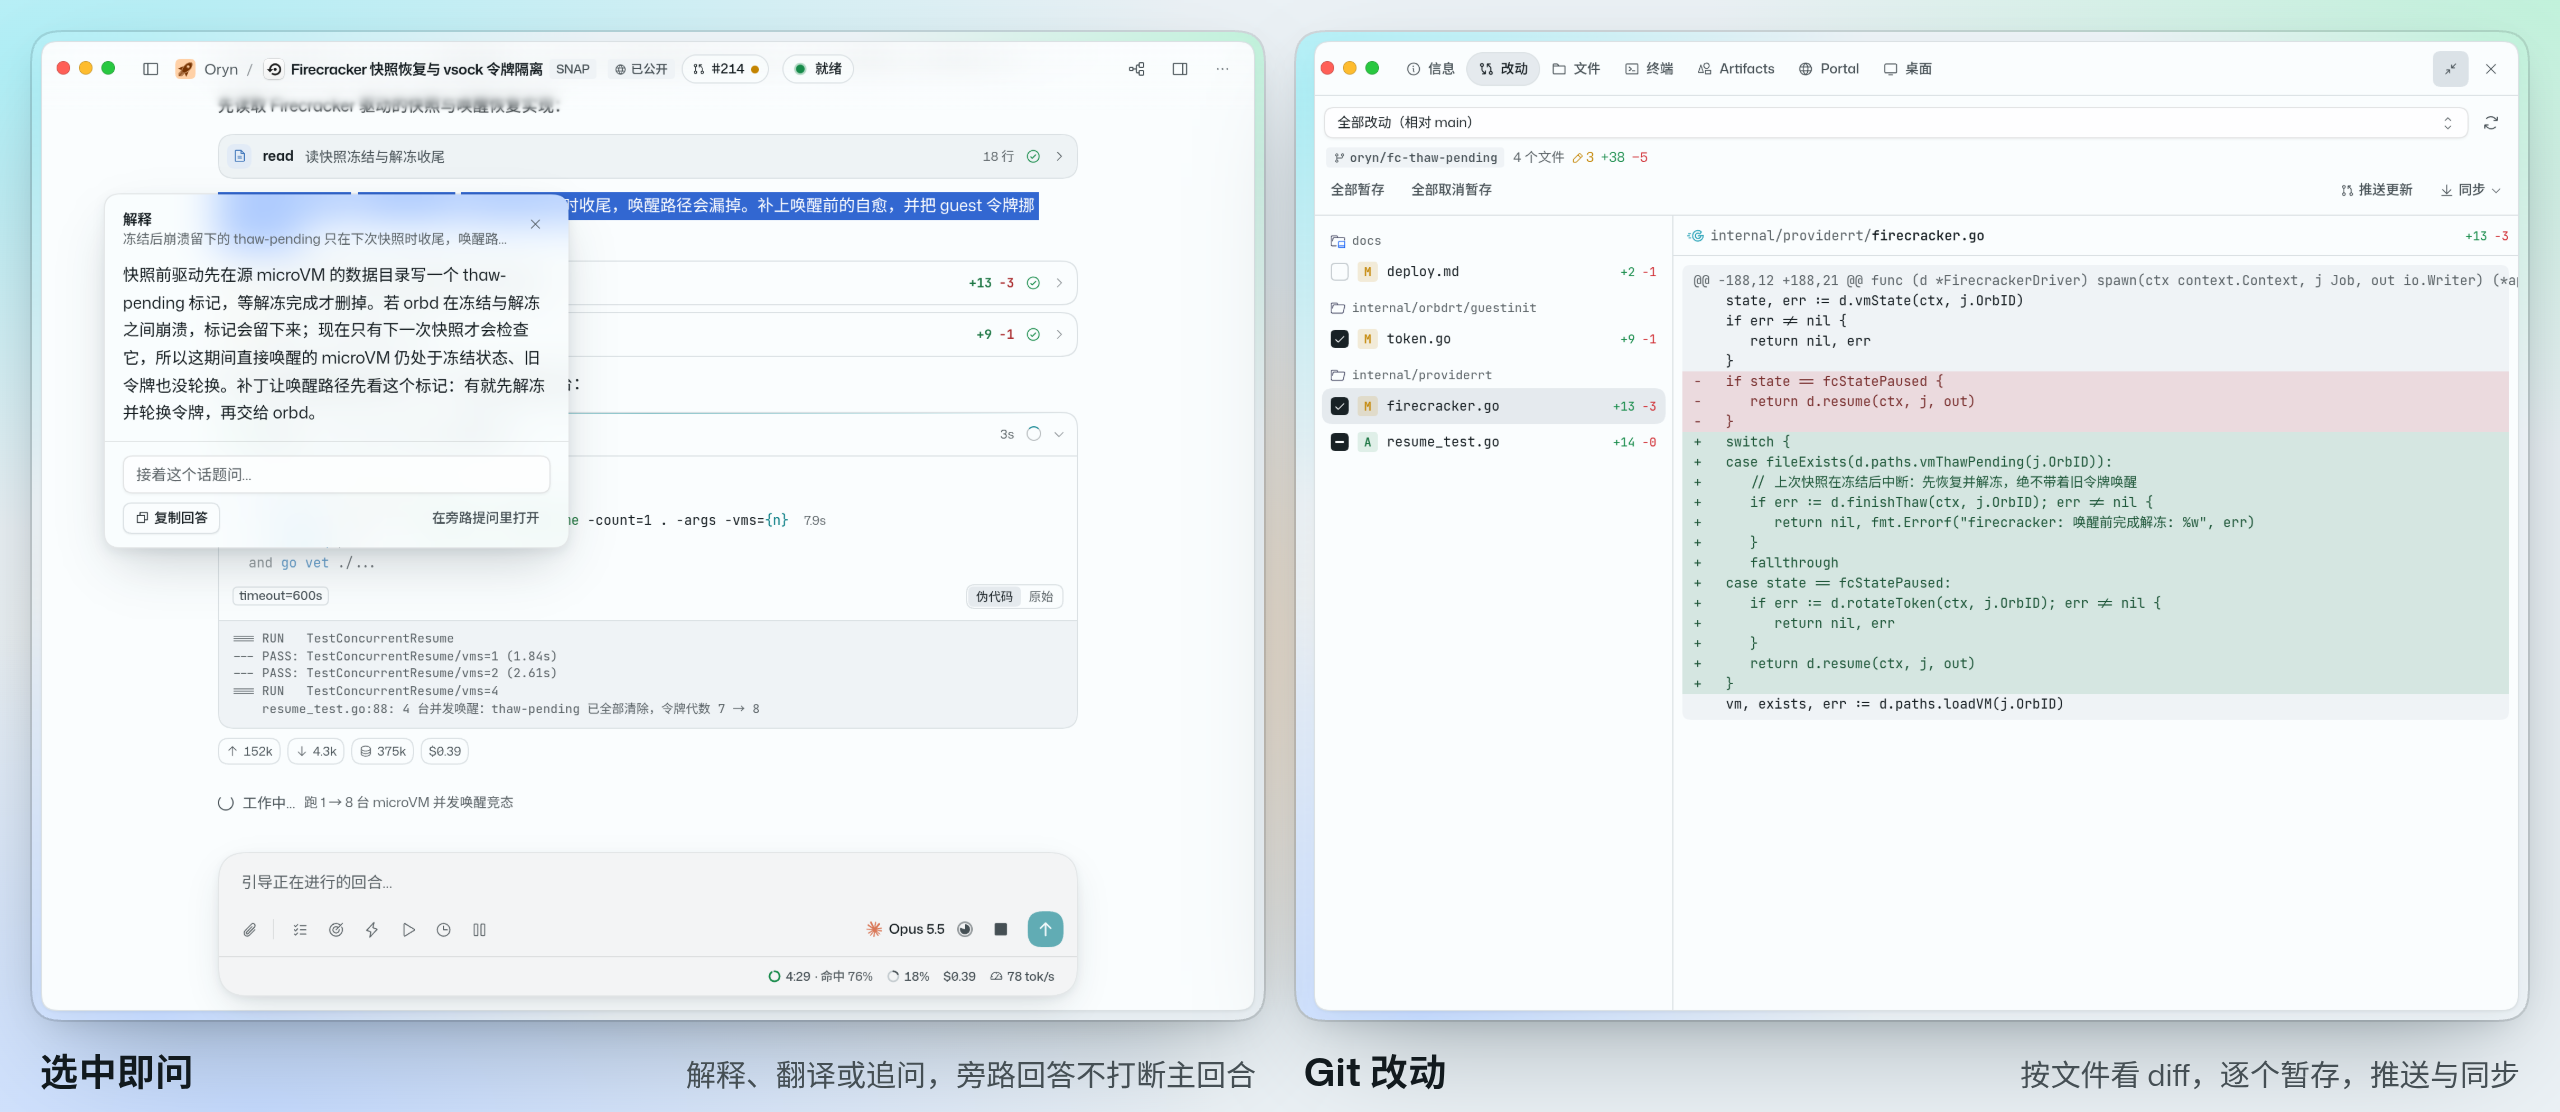 Oryn / Firecracker 快照恢复与 vsock 令牌隔离 SNAP 已公开 #214 就绪 ···
先读取 Firecracker 驱动的快照与唤醒恢复实现：
read 读快照冻结与解冻收尾 18 行
时收尾，唤醒路径会漏掉。补上唤醒前的自愈，并把 guest 令牌挪
解释
冻结后崩溃留下的 thaw-pending 只在下次快照时收尾，唤醒路...
快照前驱动先在源 microVM 的数据目录写一个 thaw-
pending 标记，等解冻完成才删掉。若 orbd 在冻结与解冻
之间崩溃，标记会留下来；现在只有下一次快照才会检查
它，所以这期间直接唤醒的 microVM 仍处于冻结状态、旧
令牌也没轮换。补丁让唤醒路径先看这个标记：有就先解冻
并轮换令牌，再交给 orbd。
接着这个话题问...
复制回答 在旁路提问里打开
+13 -3
+9 -1
：
3s
-count=1 . -args -vms={n} 7.9s
and go vet ./...
timeout=600s 伪代码 原始
=== RUN TestConcurrentResume
--- PASS: TestConcurrentResume/vms=1 (1.84s)
--- PASS: TestConcurrentResume/vms=2 (2.61s)
=== RUN TestConcurrentResume/vms=4
resume_test.go:88: 4 台并发唤醒：thaw-pending 已全部清除，令牌代数 7 → 8
↑ 152k ↓ 4.3k 375k $0.39
工作中... 跑 1→8 台 microVM 并发唤醒竞态
引导正在进行的回合...
Opus 5.5
4:29 · 命中 76% 18% $0.39 78 tok/s
选中即问
解释、翻译或追问，旁路回答不打断主回合
信息 改动 文件 终端 Artifacts Portal 桌面
全部改动（相对 main）
oryn/fc-thaw-pending 4 个文件 3 +38 −5
全部暂存 全部取消暂存 推送更新 同步
docs
M deploy.md +2 -1
internal/orbdrt/guestinit
M token.go +9 -1
internal/providerrt
M firecracker.go +13 -3
A resume_test.go +14 -0
internal/providerrt/firecracker.go +13 -3
@@ -188,12 +188,21 @@ func (d *FirecrackerDriver) spawn(ctx context.Context, j Job, out io.Writer) (*a
state, err := d.vmState(ctx, j.OrbID)
if err != nil {
return nil, err
}
- if state == fcStatePaused {
- return d.resume(ctx, j, out)
- }
+ switch {
+ case fileExists(d.paths.vmThawPending(j.OrbID)):
+ // 上次快照在冻结后中断：先恢复并解冻，绝不带着旧令牌唤醒
+ if err := d.finishThaw(ctx, j.OrbID); err != nil {
+ return nil, fmt.Errorf("firecracker: 唤醒前完成解冻: %w", err)
+ }
+ fallthrough
+ case state == fcStatePaused:
+ if err := d.rotateToken(ctx, j.OrbID); err != nil {
+ return nil, err
+ }
+ return d.resume(ctx, j, out)
+ }
vm, exists, err := d.paths.loadVM(j.OrbID)
Git 改动
按文件看 diff，逐个暂存，推送与同步